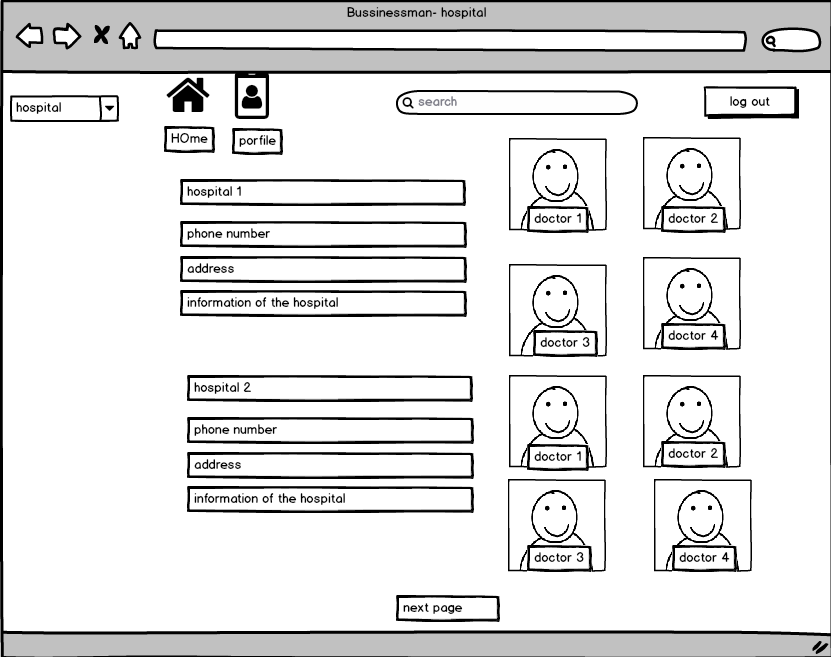 Bussinessman- hospital
hospital
HOme
porfile
search
log out
hospital 1
phone number
address
information of the hospital
doctor 1
doctor 2
doctor 3
doctor 4
hospital 2
phone number
address
information of the hospital
doctor 1
doctor 2
doctor 3
doctor 4
next page